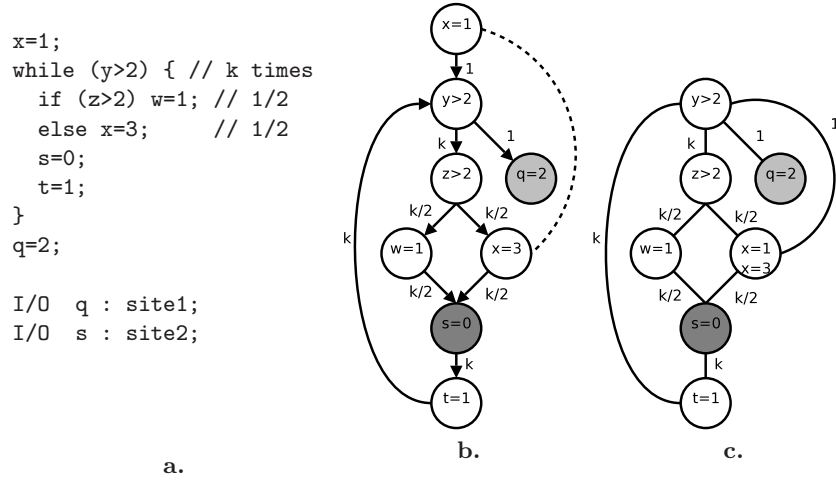 x=1;
while (y>2) { // k times
if (z>2) w=1; // 1/2
else x=3; // 1/2
s=0;
t=1;
}
q=2;
I/O q : site1;
I/O s : site2;
a.
x=1
1
y>2
k
1
z>2
q=2
k/2
k/2
w=1
x=3
k
k/2
k/2
s=0
k
t=1
b.
y>2
1
k
1
z>2
q=2
k/2
k/2
w=1
x=1
x=3
k
k/2
k/2
s=0
k
t=1
c.